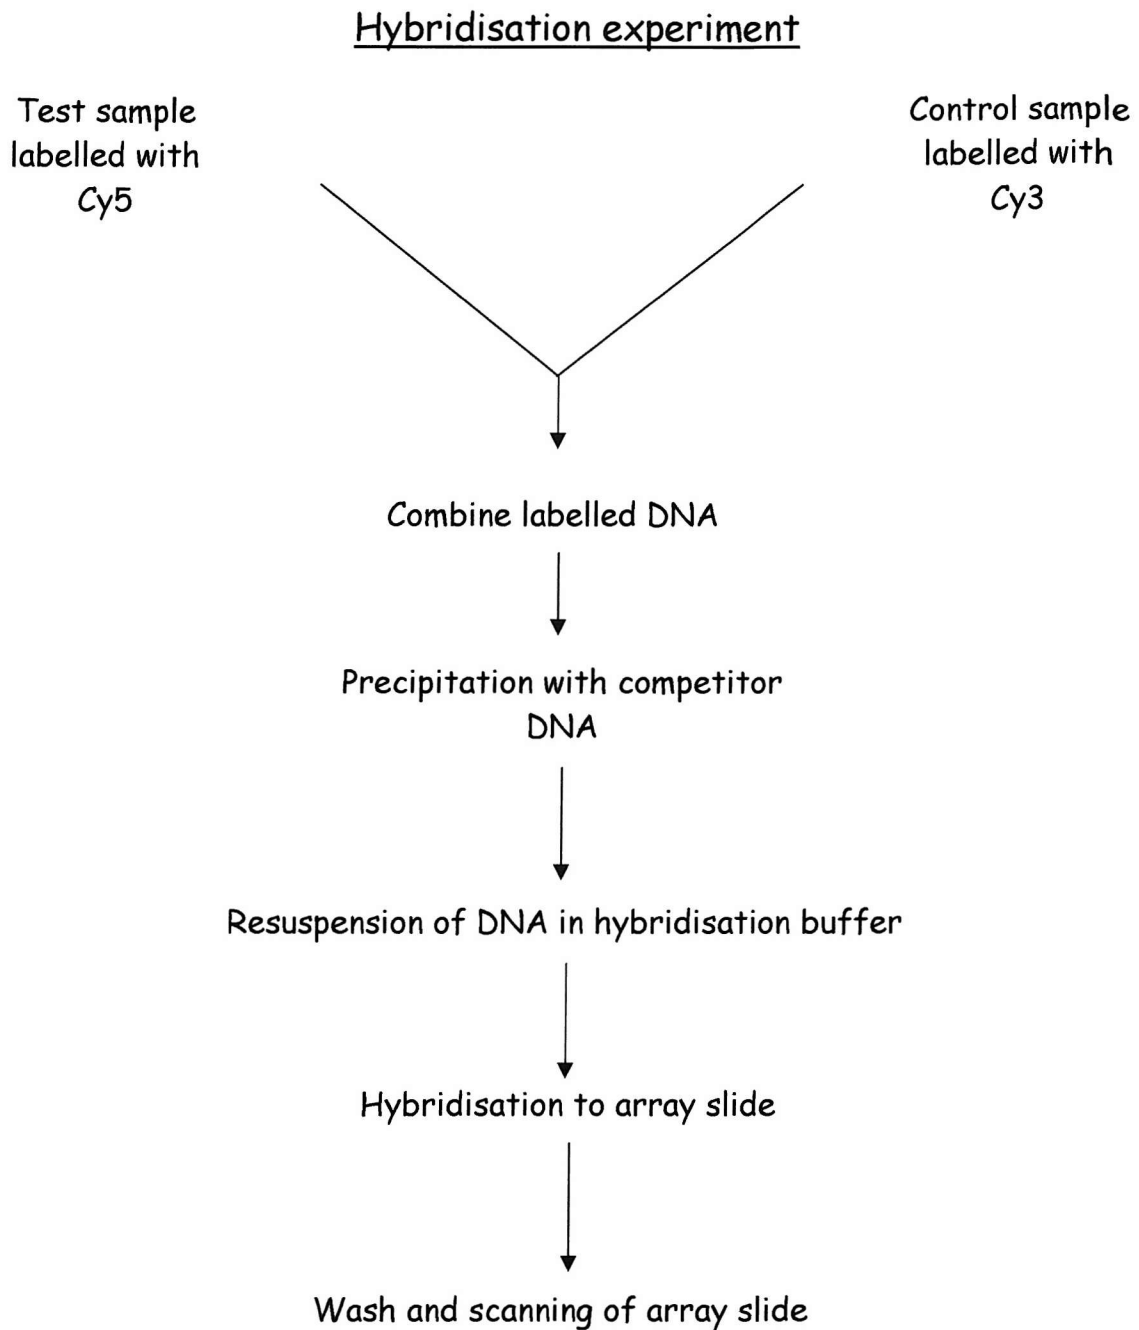 Hybridisation experiment
Test sample
labelled with
Cy5
Control sample
labelled with
Cy3
Combine labelled DNA
Precipitation with competitor
DNA
Resuspension of DNA in hybridisation buffer
Hybridisation to array slide
Wash and scanning of array slide